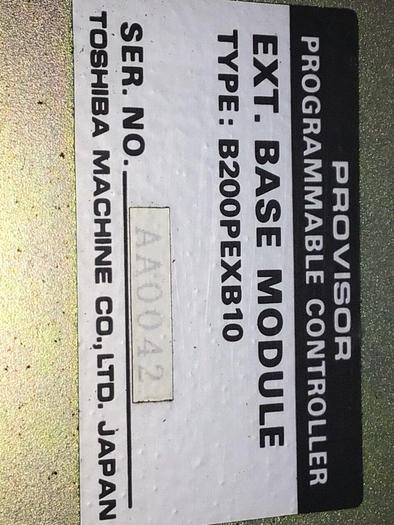 PROVISOR
PROGRAMMABLE CONTROLLER
EXT. BASE MODULE
TYPE: B200PEXB10
SER. NO. AA0042
TOSHIBA MACHINE CO.,LTD. JAPAN